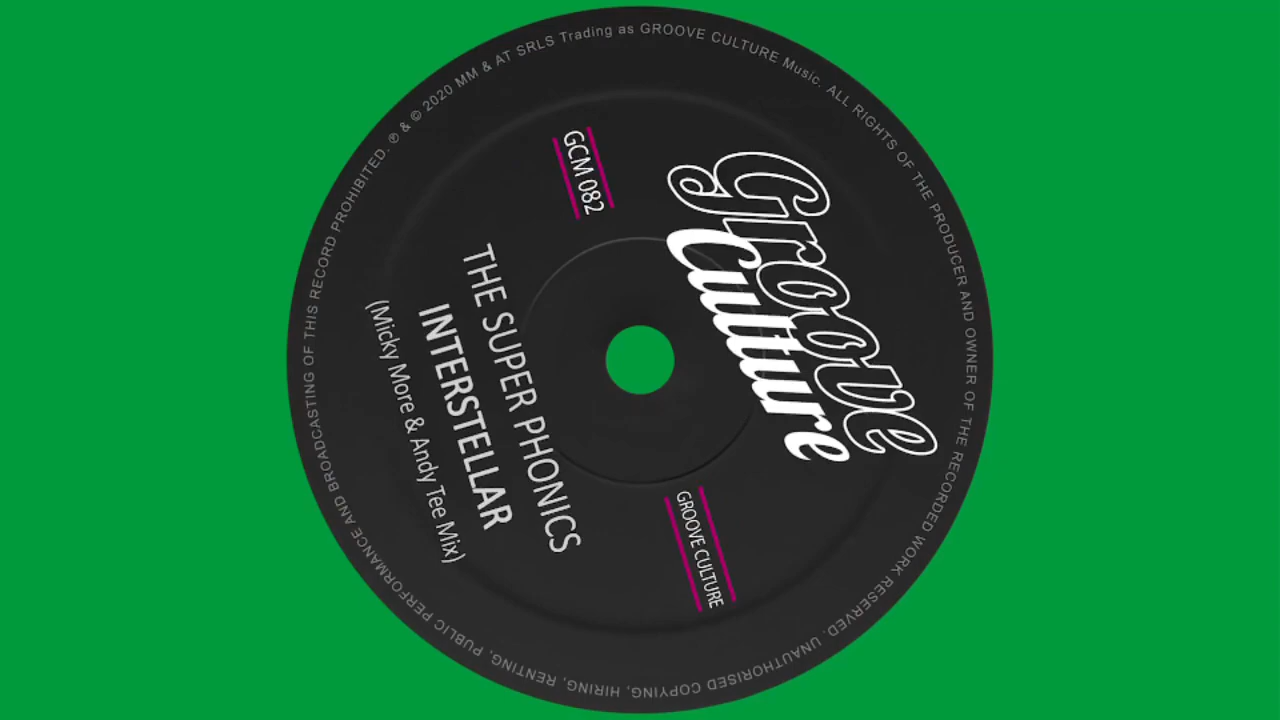 Groove
Culture
GCM 082
GROOVE CULTURE
THE SUPER PHONICS
INTERSTELLAR
(Micky More & Andy Tee Mix)
℗ & © 2020 MM & AT SRLS Trading as GROOVE CULTURE Music. ALL RIGHTS OF THE PRODUCER AND OWNER OF THE RECORDED WORK RESERVED. UNAUTHORISED COPYING, HIRING, RENTING, PUBLIC PERFORMANCE AND BROADCASTING OF THIS RECORD PROHIBITED.